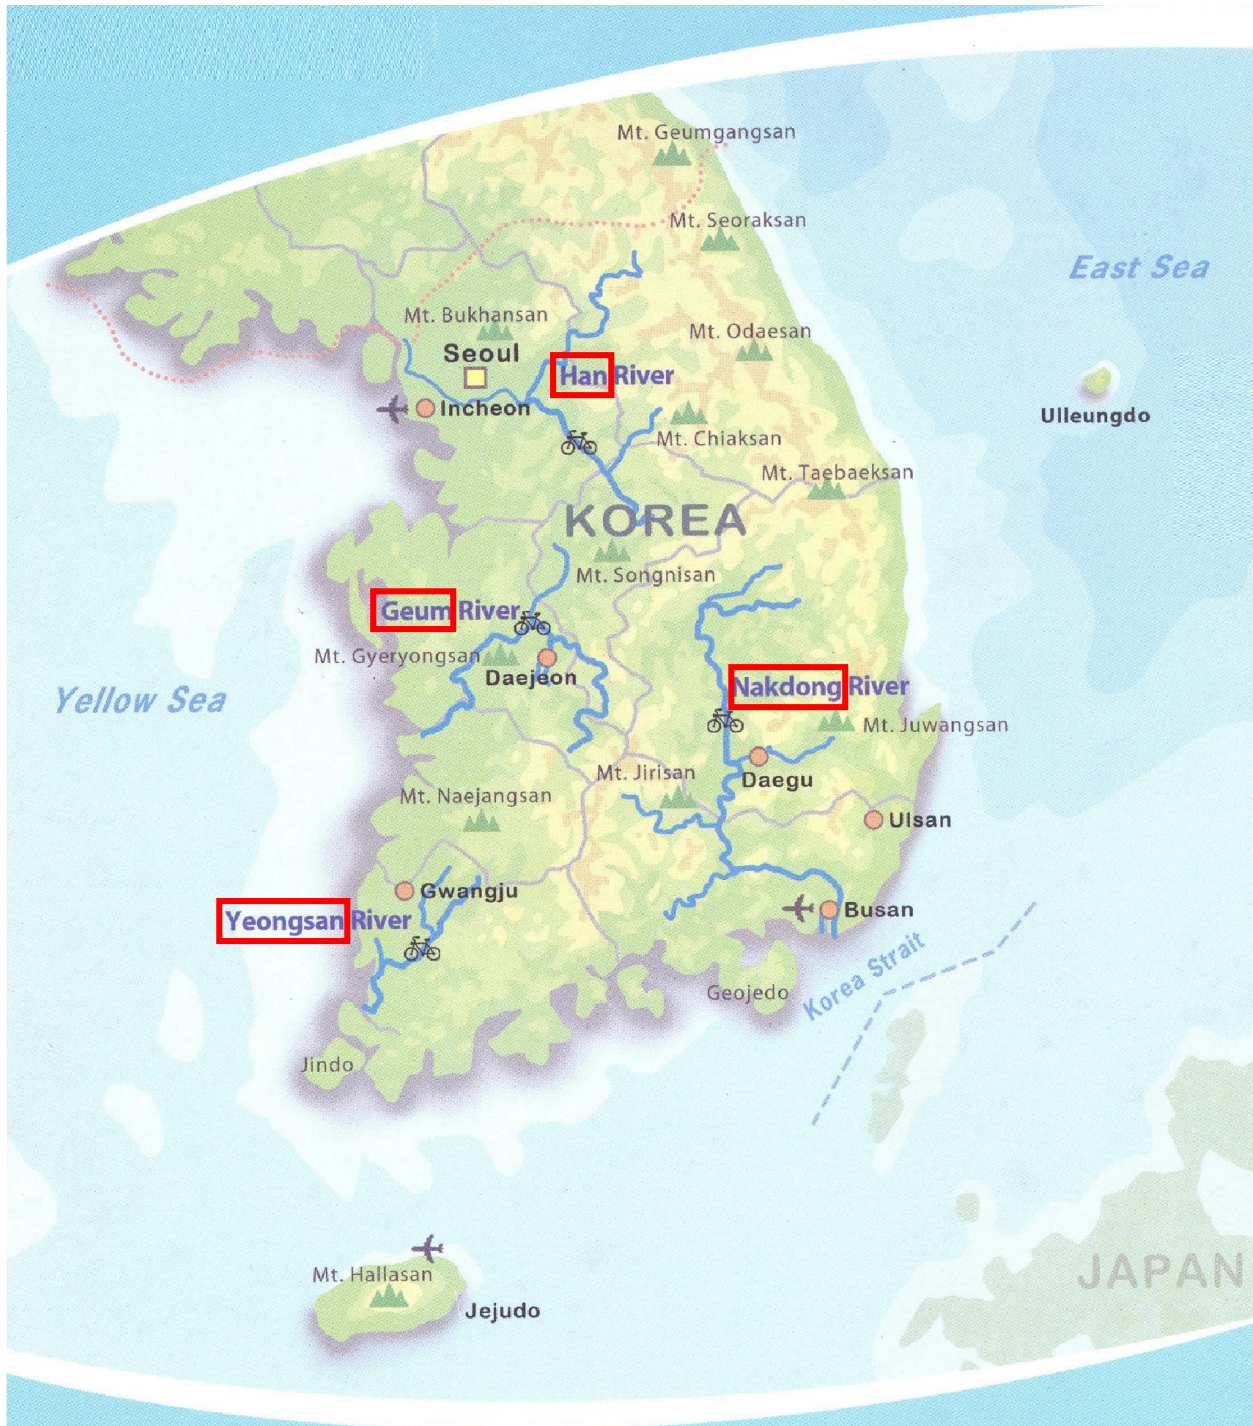 Mt. Geumgangsan
Mt. Seoraksan
East Sea
Mt. Bukhansan
Mt. Odaesan
Seoul
Han River
Incheon
Ulleungdo
Mt. Chiaksan
Mt. Taebaeksan
KOREA
Mt. Songnisan
Geum River
Mt. Gyeryongsan
Daejeon
Yellow Sea
Nakdong River
Mt. Juwangsan
Mt. Jirisan
Daegu
Mt. Naejangsan
Ulsan
Gwangju
Yeongsan River
Busan
Korea Strait
Geojedo
Jindo
Mt. Hallasan
JAPAN
Jejudo